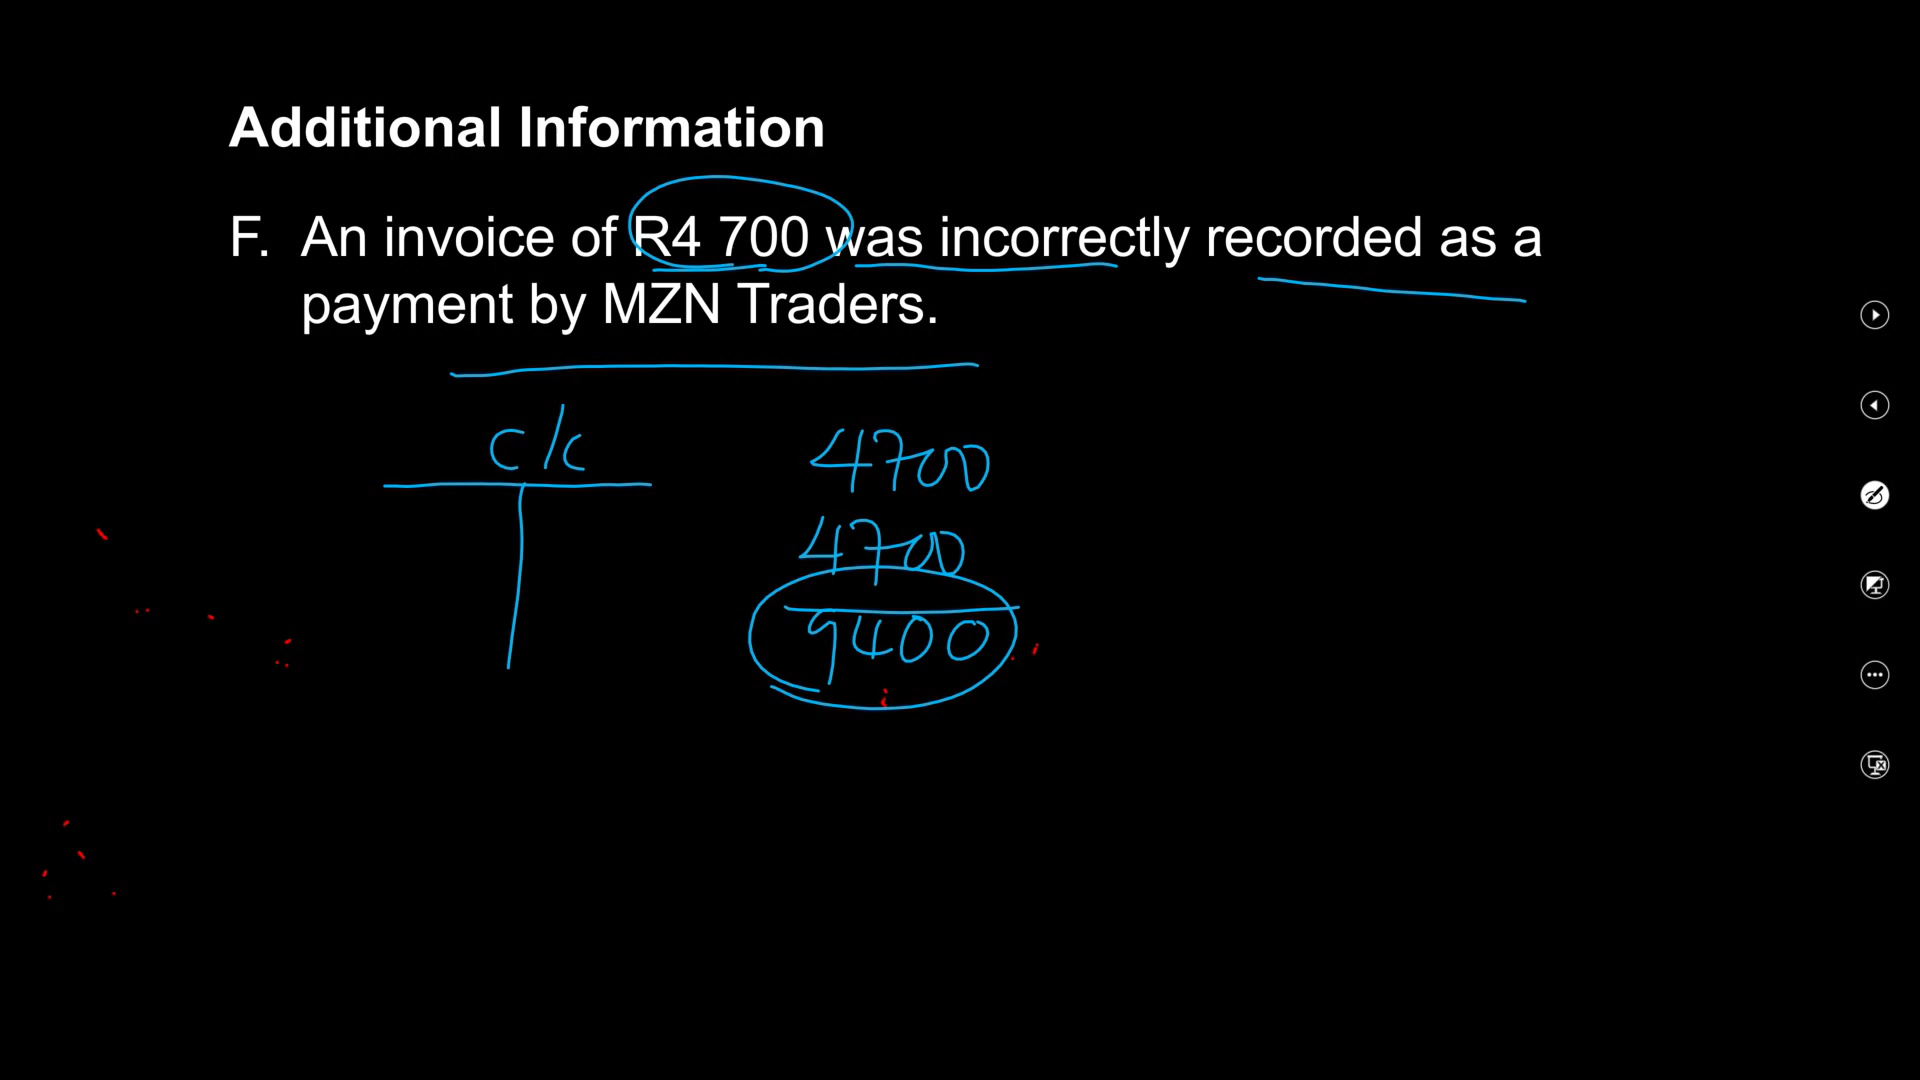 Additional Information
F. An invoice of R4 700 was incorrectly recorded as a
payment by MZN Traders.
c/c
4700
4700
9400